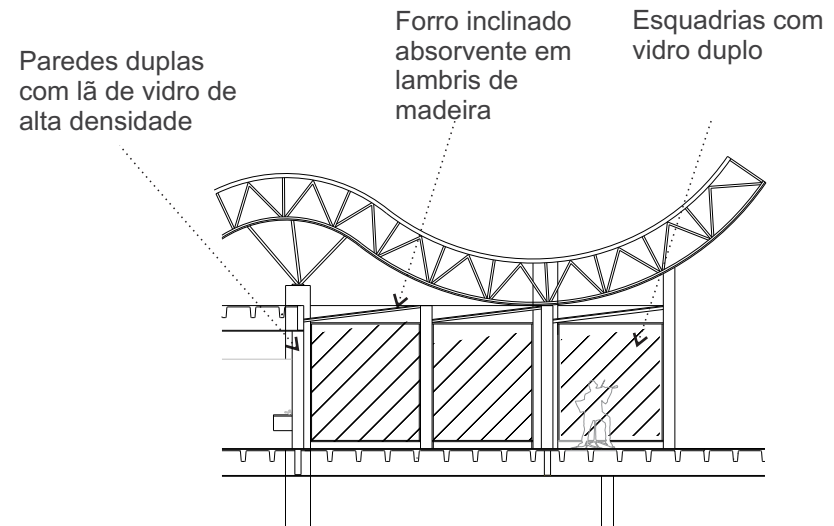 Paredes duplas
com lã de vidro de
alta densidade
Forro inclinado
absorvente em
lambris de
madeira
Esquadrias com
vidro duplo